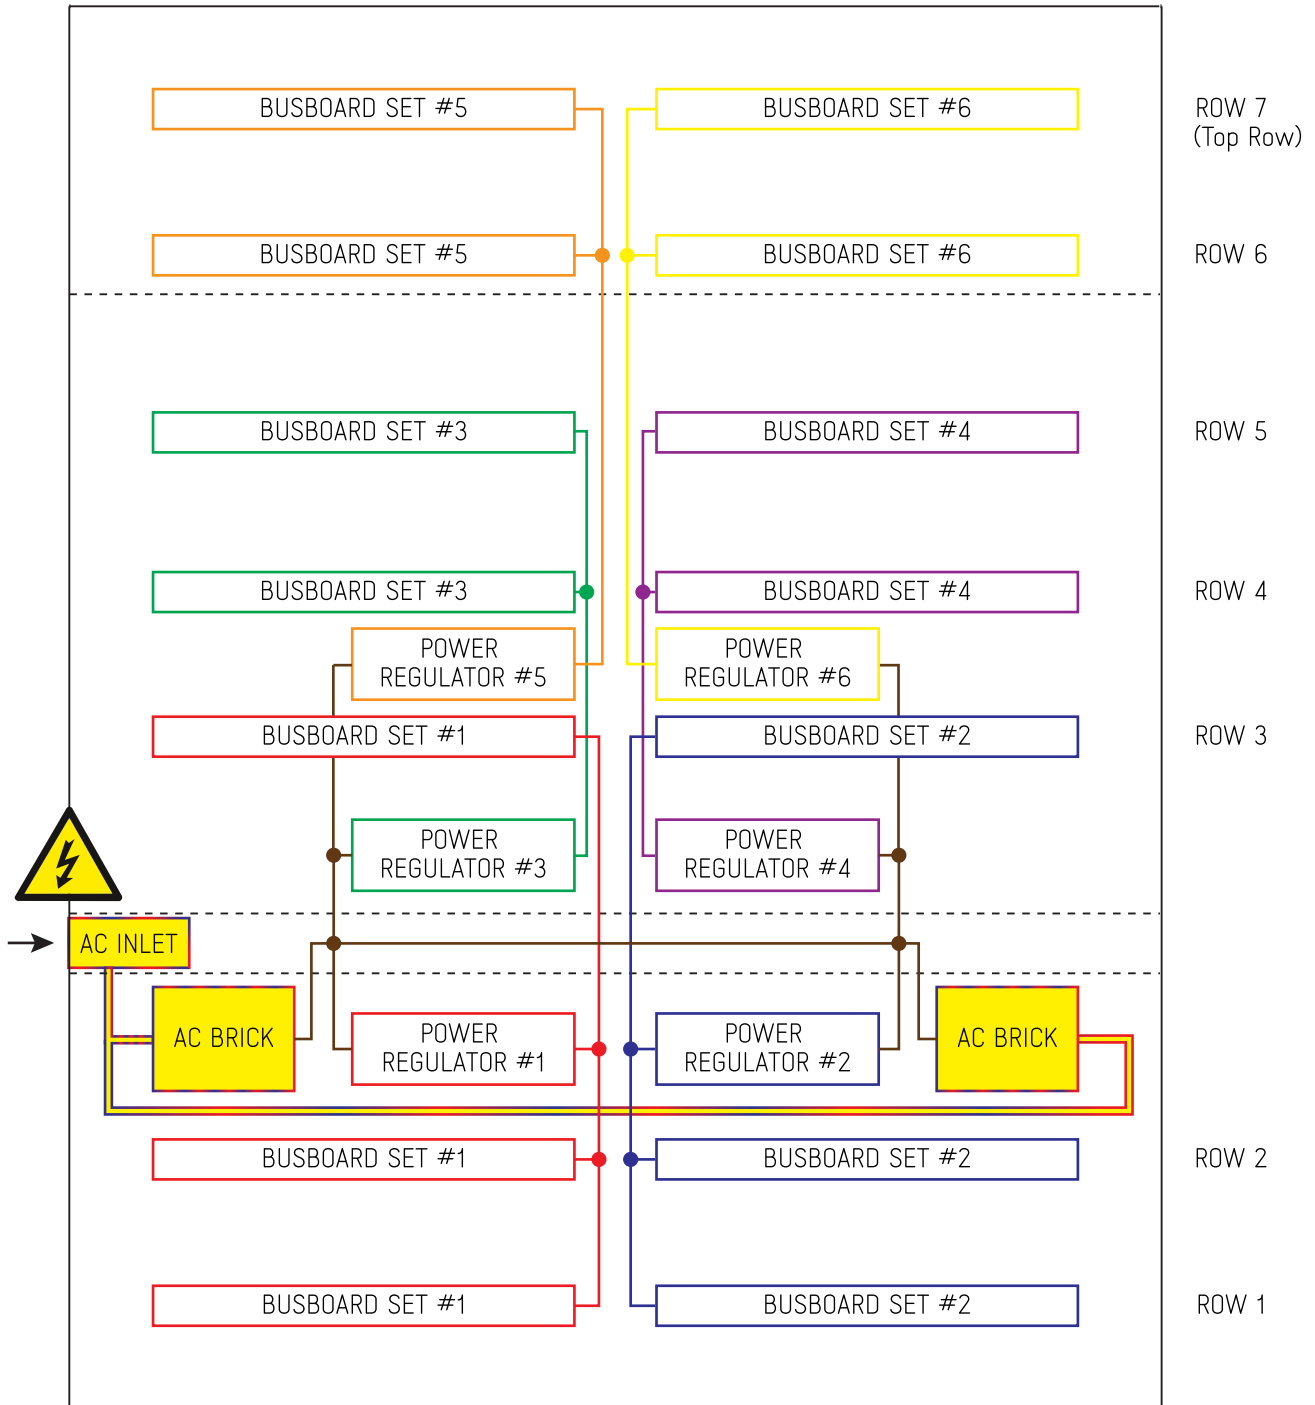 BUSBOARD SET #5
BUSBOARD SET #6
ROW 7
(Top Row)
BUSBOARD SET #5
BUSBOARD SET #6
ROW 6
BUSBOARD SET #3
BUSBOARD SET #4
ROW 5
BUSBOARD SET #3
BUSBOARD SET #4
ROW 4
POWER
REGULATOR #5
POWER
REGULATOR #6
BUSBOARD SET #1
BUSBOARD SET #2
ROW 3
POWER
REGULATOR #3
POWER
REGULATOR #4
AC INLET
AC BRICK
POWER
REGULATOR #1
POWER
REGULATOR #2
AC BRICK
BUSBOARD SET #1
BUSBOARD SET #2
ROW 2
BUSBOARD SET #1
BUSBOARD SET #2
ROW 1